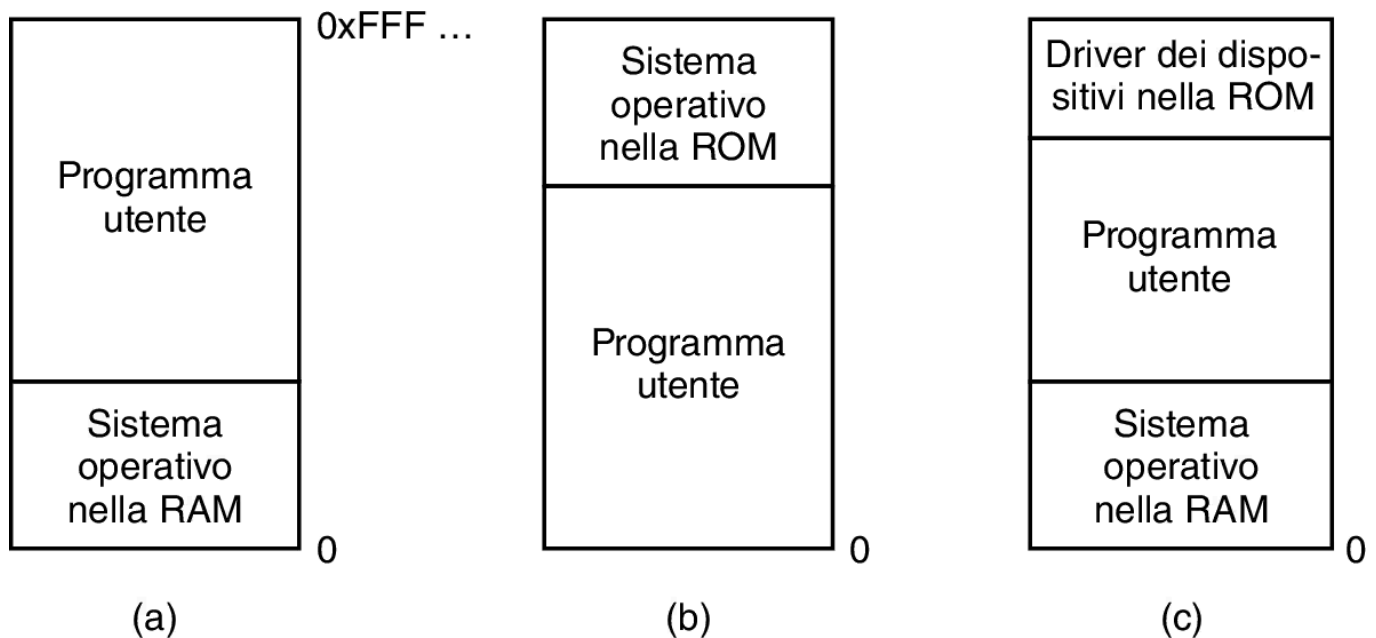 Programma
utente
Sistema
operativo
nella RAM
0xFFF ...
0
(a)
Sistema
operativo
nella ROM
Programma
utente
0
(b)
Driver dei dispo-
sitivi nella ROM
Programma
utente
Sistema
operativo
nella RAM
0
(c)